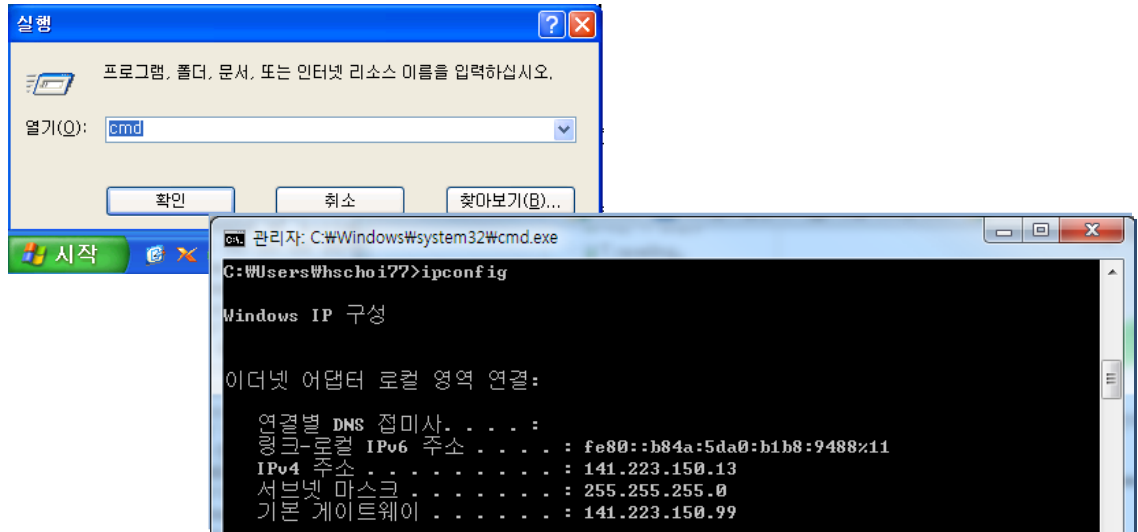 실행
프로그램, 폴더, 문서, 또는 인터넷 리소스 이름을 입력하십시오.
열기(O):
cmd
확인
취소
찾아보기(B)...
시작
관리자: C:₩Windows₩system32₩cmd.exe
C:₩Users₩hschoi77>ipconfig
Windows IP 구성
이더넷 어댑터 로컬 영역 연결:
연결별 DNS 접미사. . . . :
링크-로컬 IPv6 주소 . . . . : fe80::b84a:5da0:b1b8:9488%11
IPv4 주소 . . . . . . . . . : 141.223.150.13
서브넷 마스크 . . . . . . . : 255.255.255.0
기본 게이트웨이 . . . . . . : 141.223.150.99